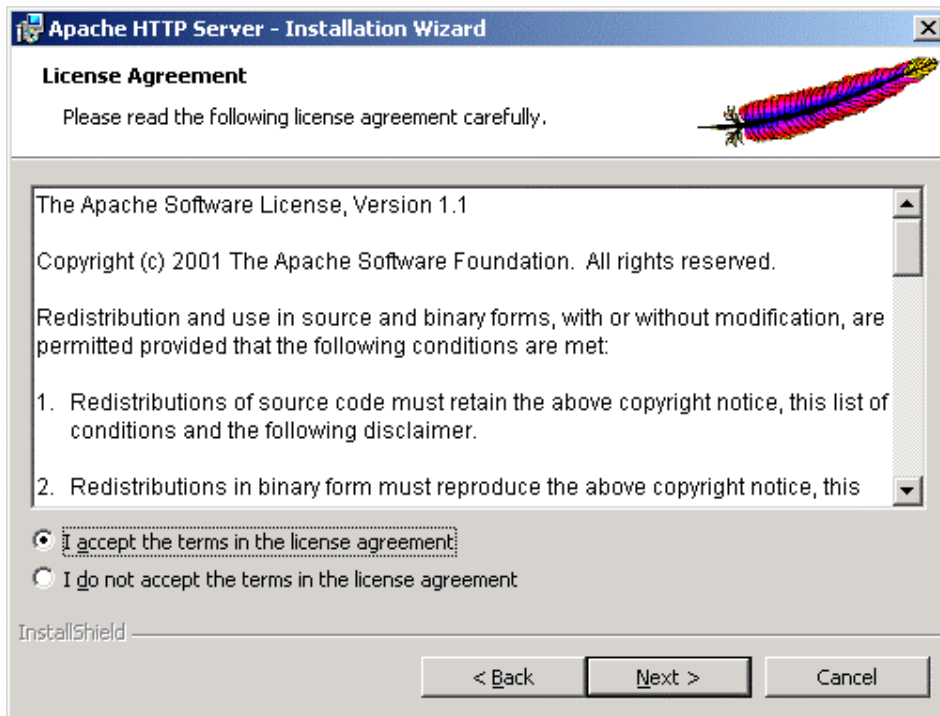 Apache HTTP Server - Installation Wizard
License Agreement
Please read the following license agreement carefully.
The Apache Software License, Version 1.1
Copyright (c) 2001 The Apache Software Foundation.  All rights reserved.
Redistribution and use in source and binary forms, with or without modification, are
permitted provided that the following conditions are met:
1.  Redistributions of source code must retain the above copyright notice, this list of
conditions and the following disclaimer.
2.  Redistributions in binary form must reproduce the above copyright notice, this
I accept the terms in the license agreement
I do not accept the terms in the license agreement
InstallShield
< Back
Next >
Cancel